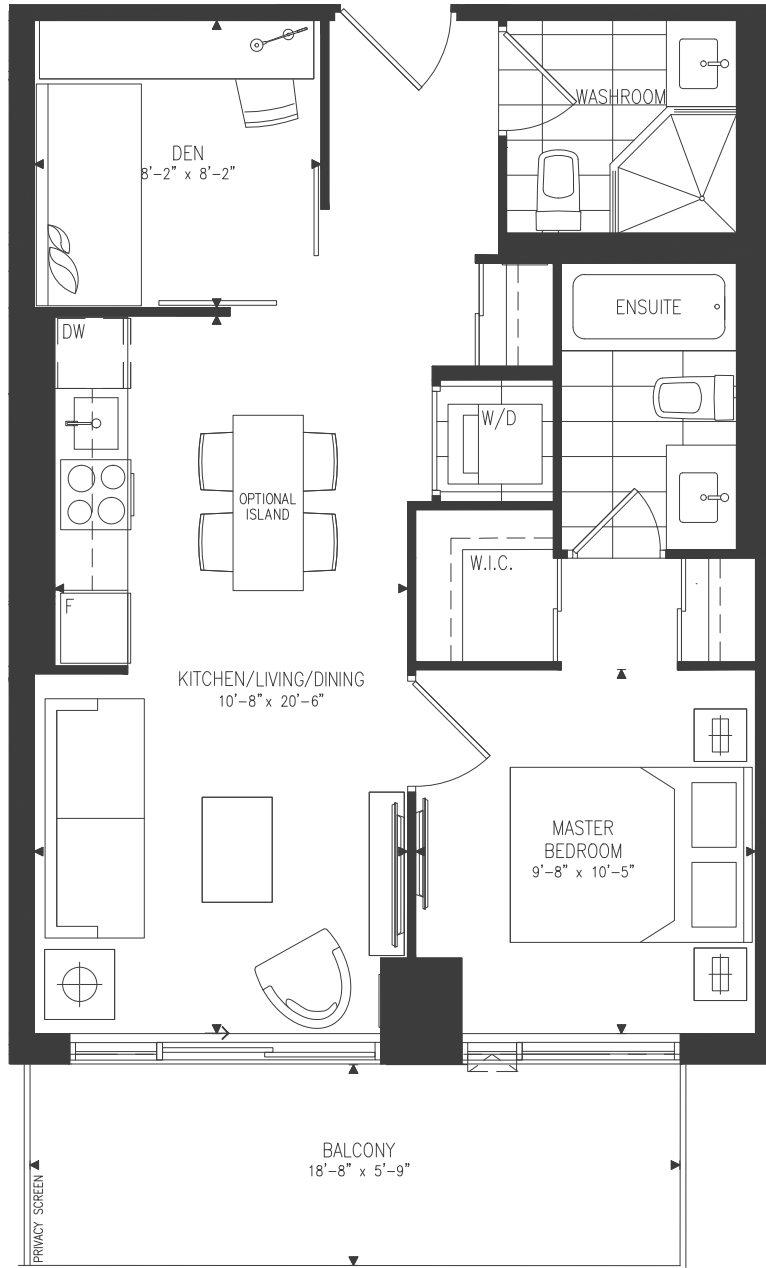 WASHROOM
DEN
8'-2" x 8'-2"
ENSUITE
DW
W/D
OPTIONAL
ISLAND
W.I.C.
F
KITCHEN/LIVING/DINING
10'-8" x 20'-6"
MASTER
BEDROOM
9'-8" x 10'-5"
BALCONY
18'-8" x 5'-9"
PRIVACY SCREEN